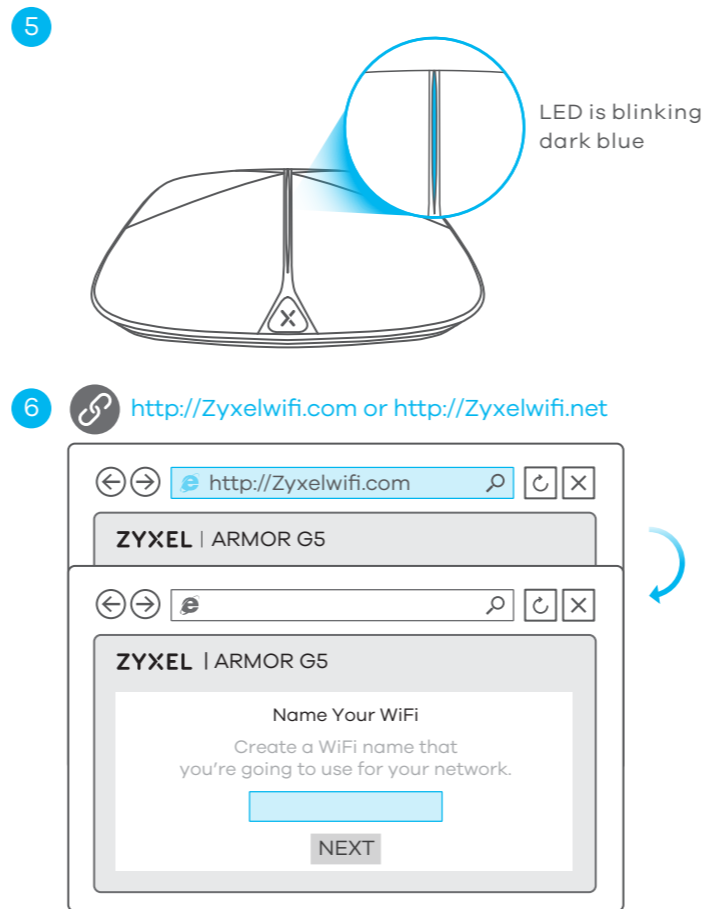 5
LED is blinking
dark blue
6 http://Zyxelwifi.com or http://Zyxelwifi.net
http://Zyxelwifi.com
ZYXEL | ARMOR G5
ZYXEL | ARMOR G5
Name Your WiFi
Create a WiFi name that
you're going to use for your network.
NEXT